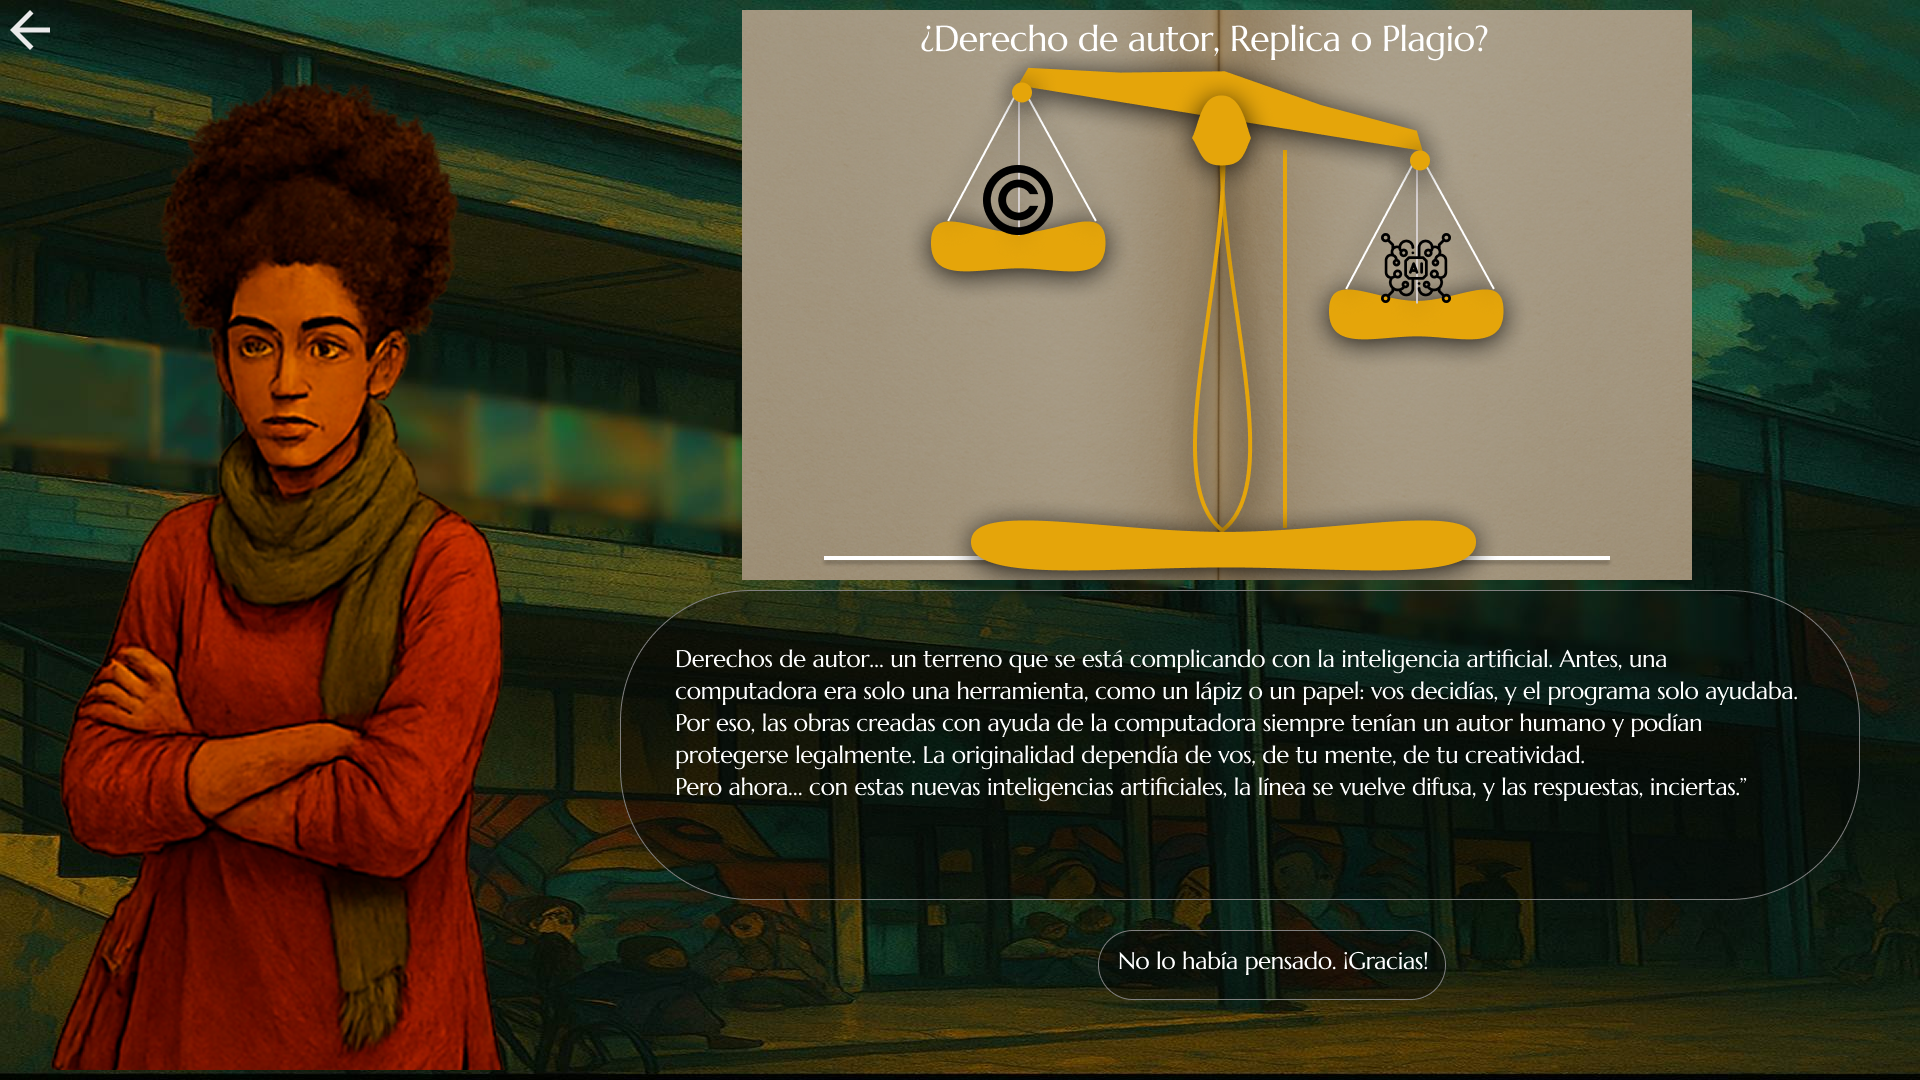 ¿Derecho de autor, Replica o Plagio?
©
AI
Derechos de autor... un terreno que se está complicando con la inteligencia artificial. Antes, una
computadora era solo una herramienta, como un lápiz o un papel: vos decidías, y el programa solo ayudaba.
Por eso, las obras creadas con ayuda de la computadora siempre tenían un autor humano y podían
protegerse legalmente. La originalidad dependía de vos, de tu mente, de tu creatividad.
Pero ahora... con estas nuevas inteligencias artificiales, la línea se vuelve difusa, y las respuestas, inciertas.”
No lo había pensado. ¡Gracias!